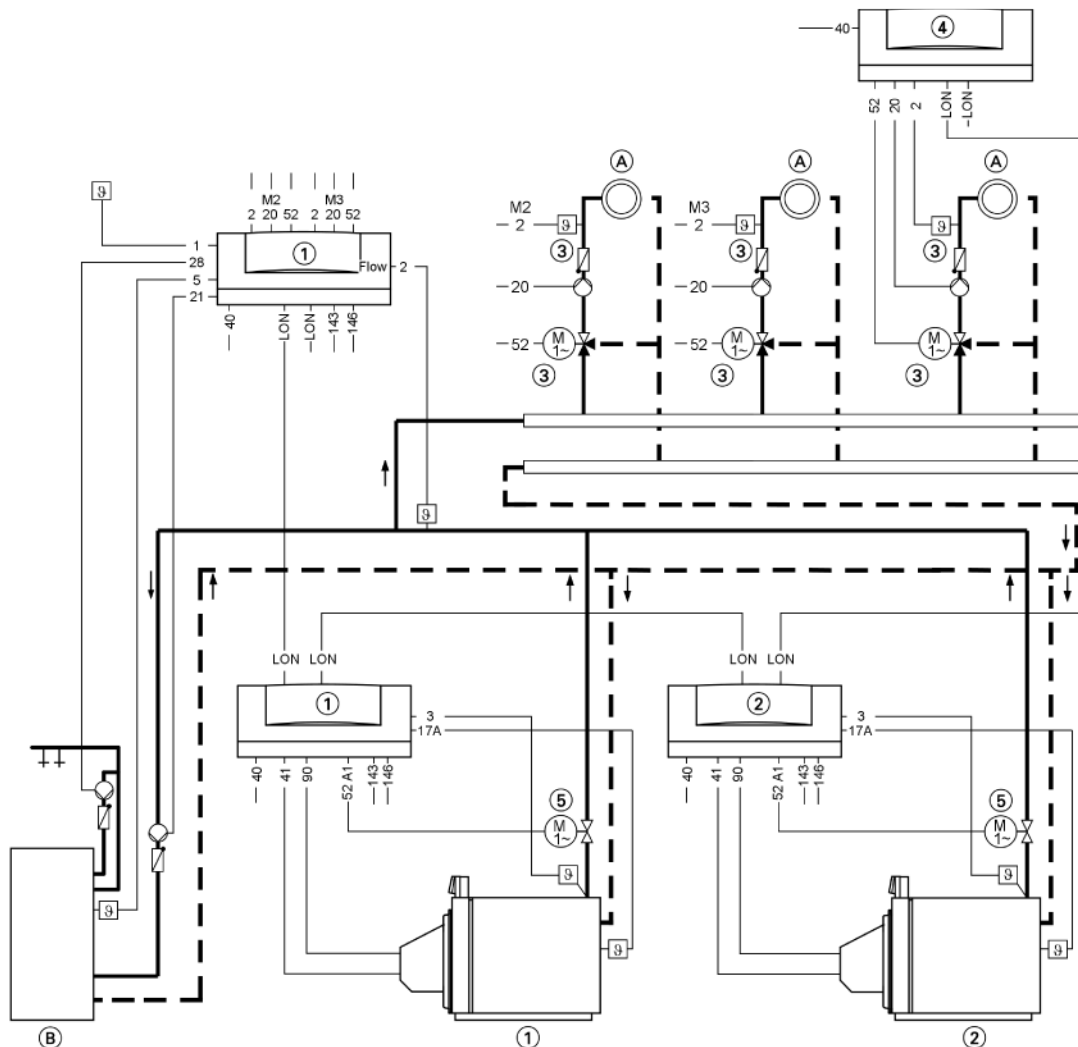 40
4
52 20 2 LON LON
A A A
ϑ
M2 M3
2 20 52 2 20 52
1
1
28
5
21
Flow 2
40 LON LON 143 146
M2 M3
2 ϑ 2 ϑ ϑ
3 3 3
20 20
52 M 1~ 52 M 1~ M 1~
3 3 3
ϑ
LON LON LON LON
1 2
3 3
17A 17A
40 41 90 52 A1 143 146
40 41 90 52 A1 143 146
5 5
M 1~ M 1~
ϑ ϑ
ϑ
ϑ ϑ
B 1 2